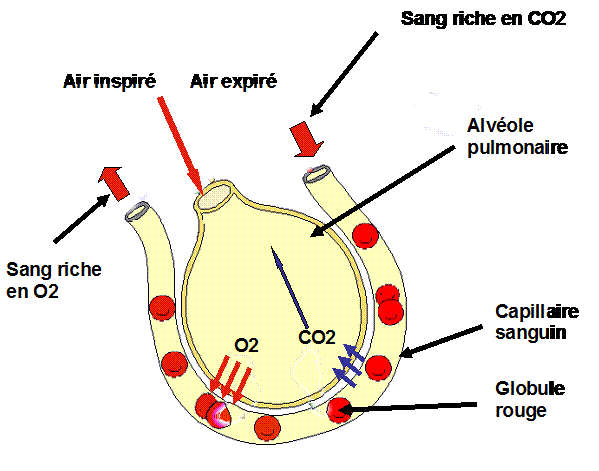 Sang riche en CO2
Air inspiré
Air expiré
Alvéole
pulmonaire
Sang riche
en O2
O2
CO2
Capillaire
sanguin
Globule
rouge